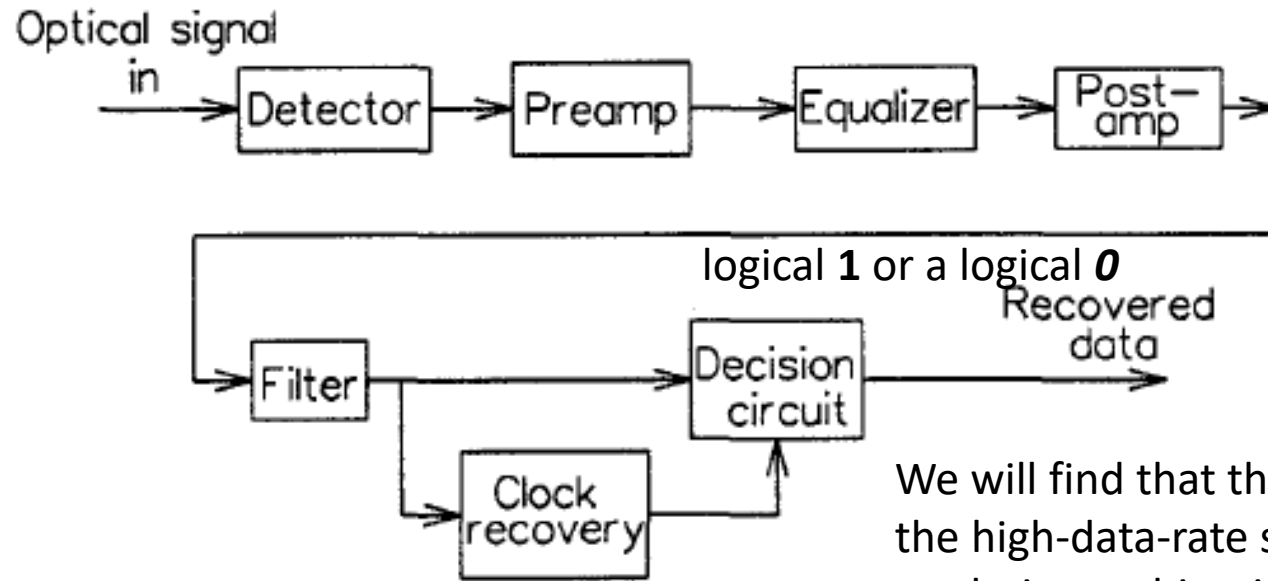 Optical signal
in
Detector
Preamp
Equalizer
Post-
amp
logical 1 or a logical 0
Recovered
data
Filter
Decision
circuit
Clock
recovery
We will find that th
the high-data-rate s